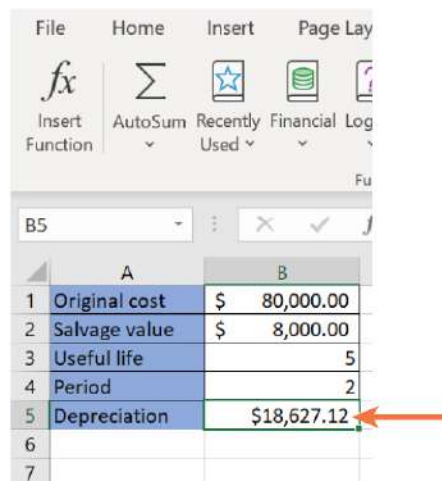 File Home Insert Page Lay
fx
Insert Function AutoSum Recently Used Financial Log
Fu
B5
A B
1 Original cost $ 80,000.00
2 Salvage value $ 8,000.00
3 Useful life 5
4 Period 2
5 Depreciation $18,627.12
6
7